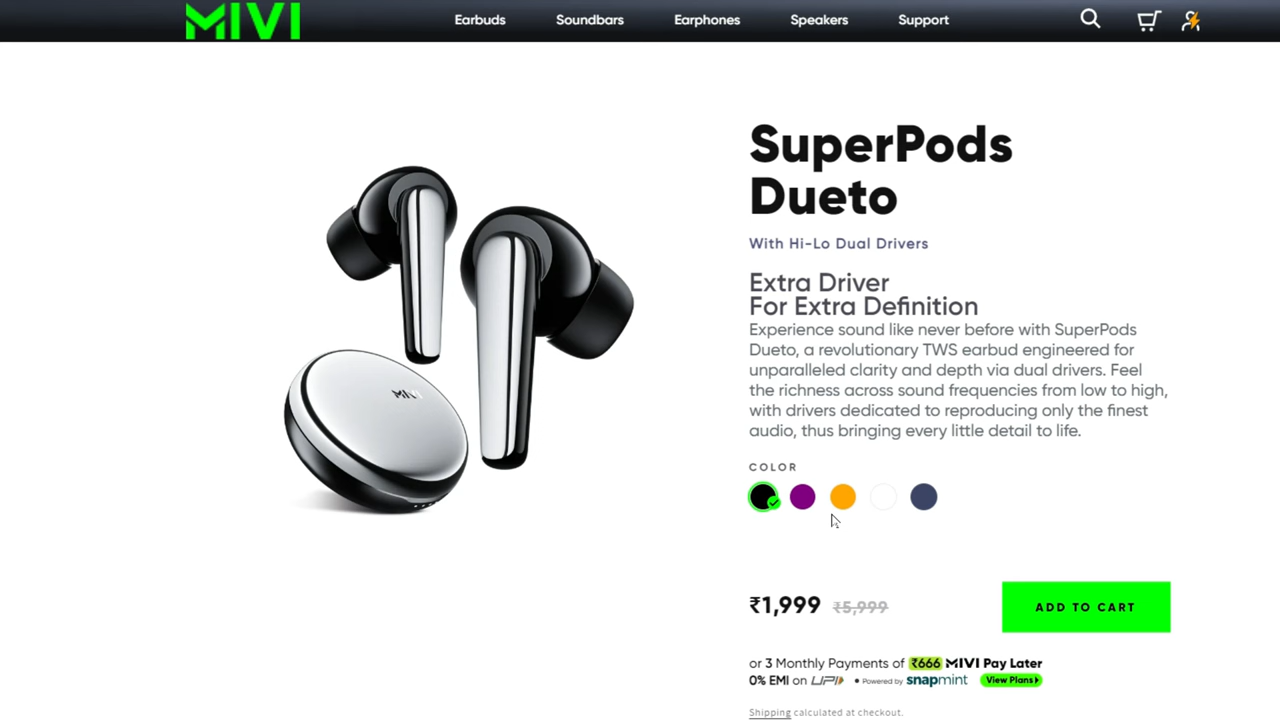 MIVI
Earbuds Soundbars Earphones Speakers Support
SuperPods
Dueto
With Hi-Lo Dual Drivers
Extra Driver
For Extra Definition
Experience sound like never before with SuperPods
Dueto, a revolutionary TWS earbud engineered for
unparalleled clarity and depth via dual drivers. Feel
the richness across sound frequencies from low to high,
with drivers dedicated to reproducing only the finest
audio, thus bringing every little detail to life.
MIVI
COLOR
₹1,999 ₹5,999 ADD TO CART
or 3 Monthly Payments of ₹666 MIVI Pay Later
0% EMI on UPI • Powered by snapmint View Plans
Shipping calculated at checkout.